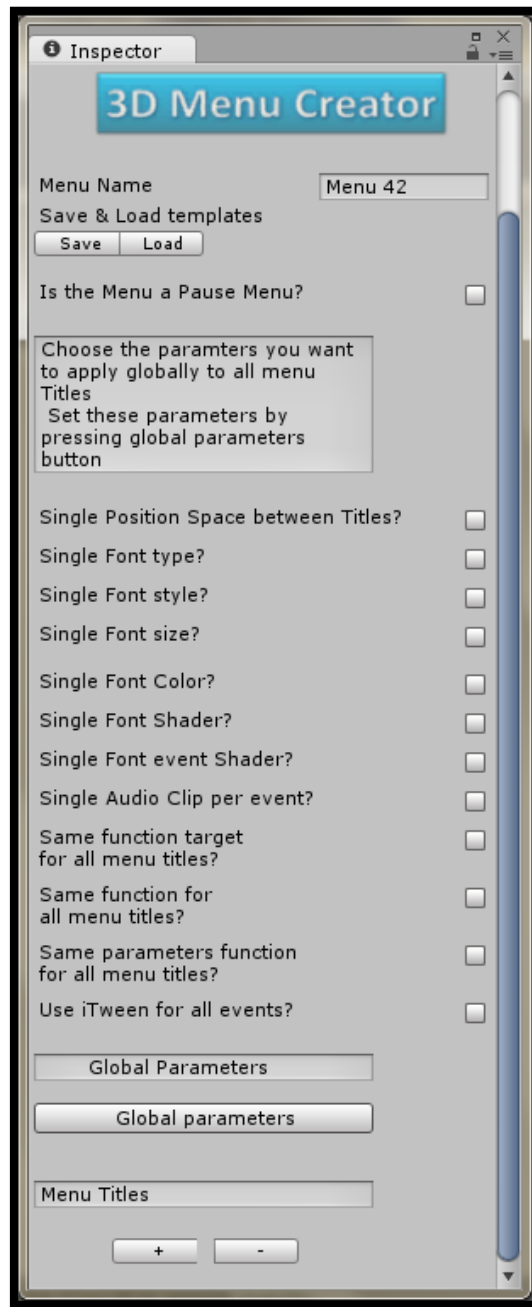 Inspector
3D Menu Creator
Menu Name
Menu 42
Save & Load templates
Save
Load
Is the Menu a Pause Menu?
Choose the paramters you want
to apply globally to all menu
Titles
Set these parameters by
pressing global parameters
button
Single Position Space between Titles?
Single Font type?
Single Font style?
Single Font size?
Single Font Color?
Single Font Shader?
Single Font event Shader?
Single Audio Clip per event?
Same function target
for all menu titles?
Same function for
all menu titles?
Same parameters function
for all menu titles?
Use iTween for all events?
Global Parameters
Global parameters
Menu Titles
+
-